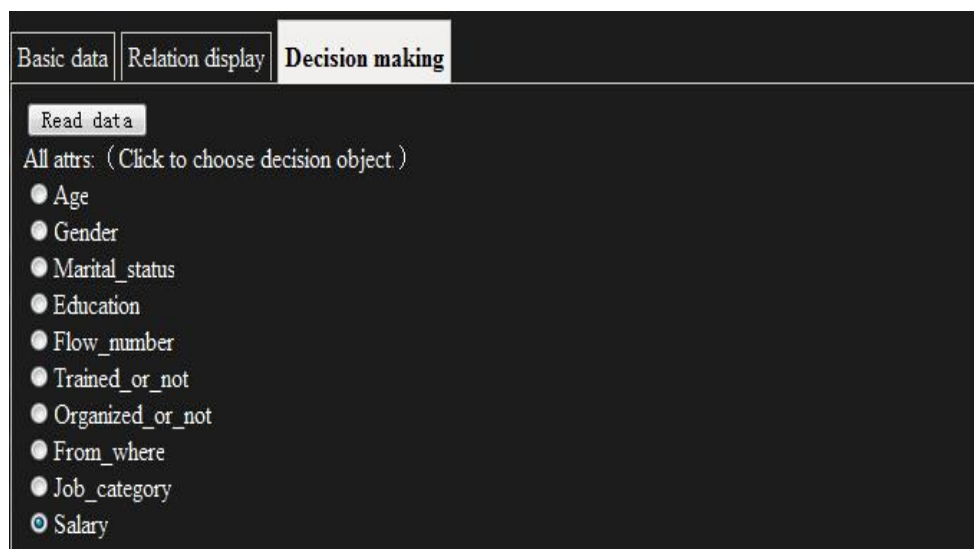 Basic data Relation display Decision making
Read data
All attrs:（Click to choose decision object.）
Age
Gender
Marital_status
Education
Flow_number
Trained_or_not
Organized_or_not
From_where
Job_category
Salary